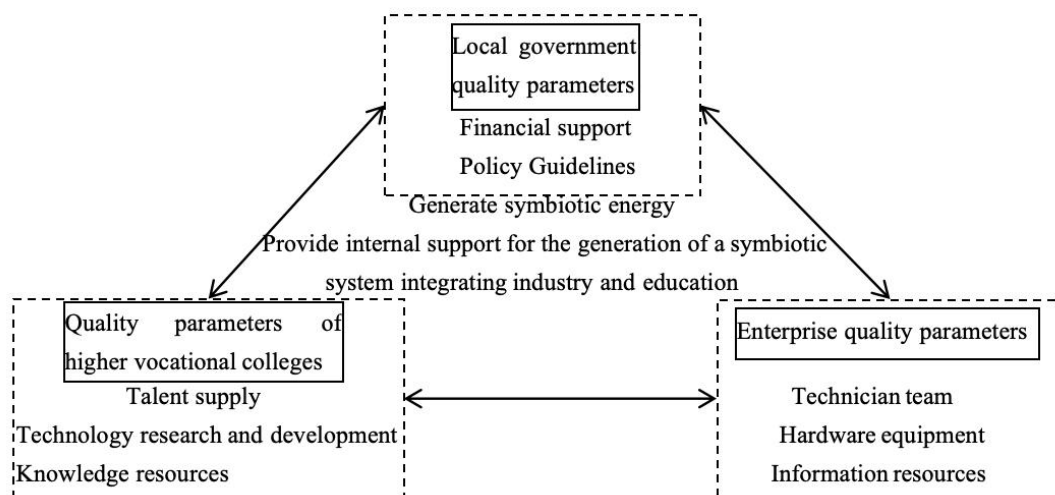 Local government
quality parameters
Financial support
Policy Guidelines
Generate symbiotic energy
Provide internal support for the generation of a symbiotic
system integrating industry and education
Quality parameters of
higher vocational colleges
Talent supply
Technology research and development
Knowledge resources
Enterprise quality parameters
Technician team
Hardware equipment
Information resources